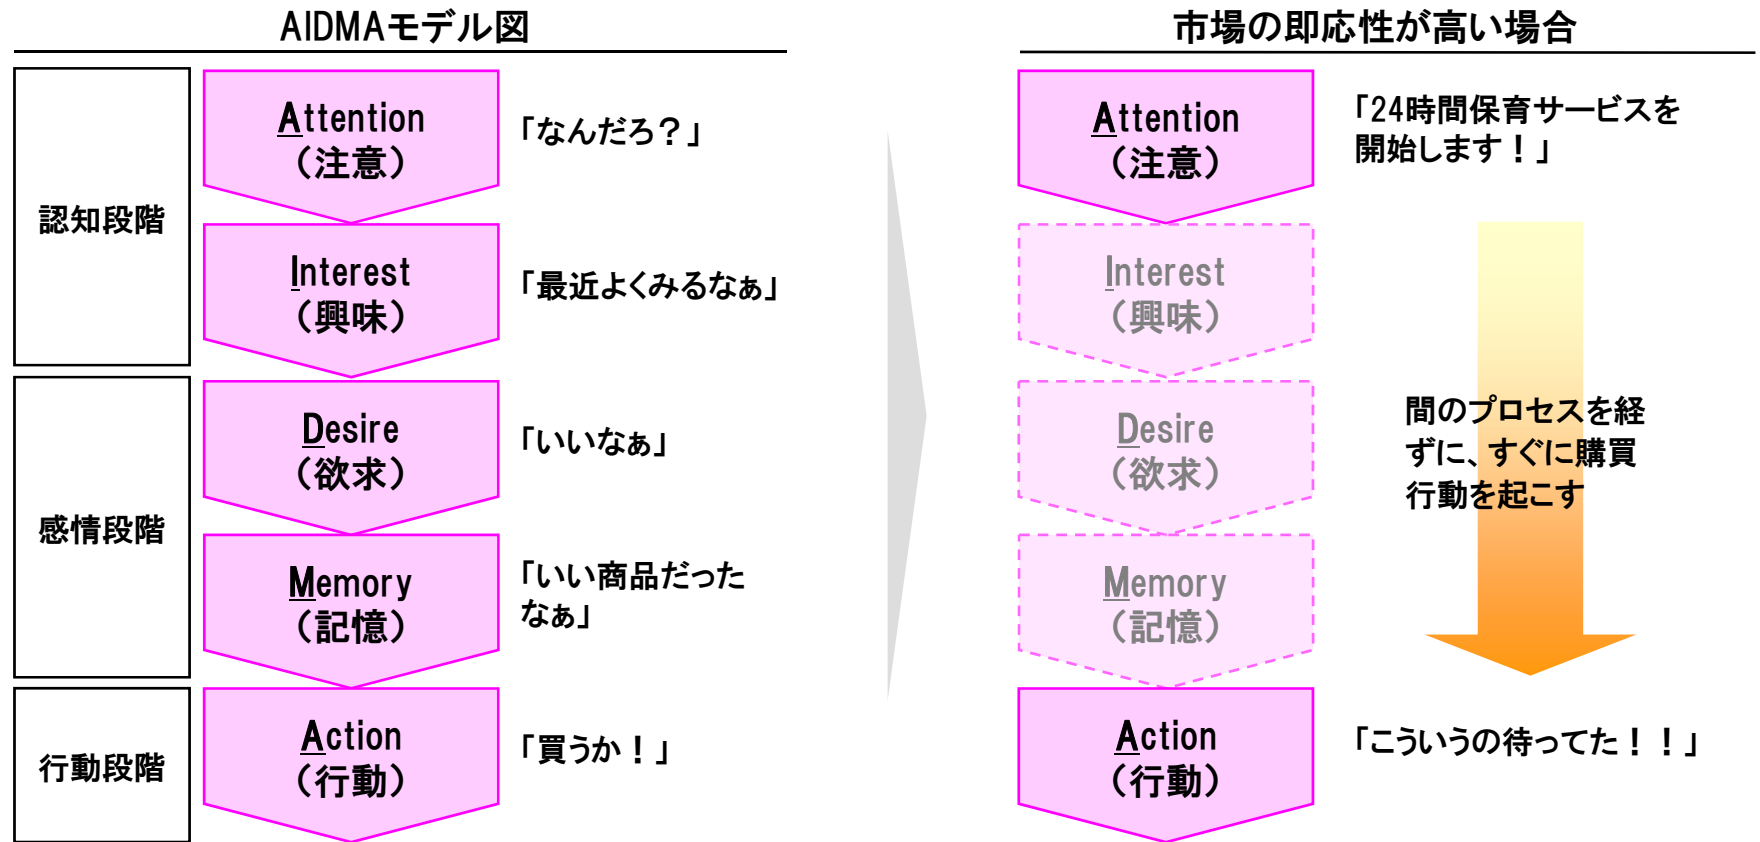 AIDMAモデル図
認知段階
Attention
（注意）
「なんだろ？」
Interest
（興味）
「最近よくみるなぁ」
感情段階
Desire
（欲求）
「いいなぁ」
Memory
（記憶）
「いい商品だった
なぁ」
行動段階
Action
（行動）
「買うか！」
市場の即応性が高い場合
Attention
（注意）
「24時間保育サービスを
開始します！」
Interest
（興味）
Desire
（欲求）
Memory
（記憶）
間のプロセスを経
ずに、すぐに購買
行動を起こす
Action
（行動）
「こういうの待ってた！！」